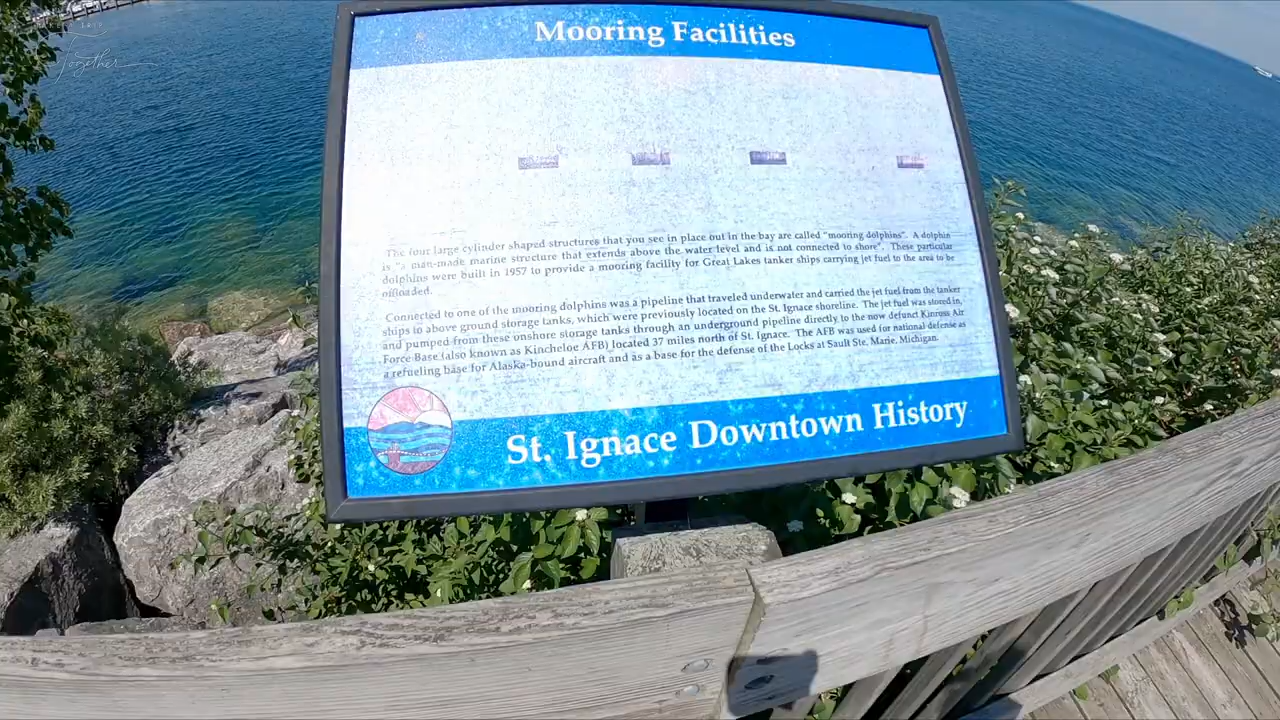 TRIP
Together
Mooring Facilities
The four large cylinder shaped structures that you see in place out in the bay are called "mooring dolphins". A dolphin
is "a man-made marine structure that extends above the water level and is not connected to shore". These particular
dolphins were built in 1957 to provide a mooring facility for Great Lakes tanker ships carrying jet fuel to the area to be
offloaded.
Connected to one of the mooring dolphins was a pipeline that traveled underwater and carried the jet fuel from the tanker
ships to above ground storage tanks, which were previously located on the St. Ignace shoreline. The jet fuel was stored in,
and pumped from these onshore storage tanks through an underground pipeline directly to the now defunct Kinross Air
Force Base (also known as Kincheloe AFB) located 37 miles north of St. Ignace. The AFB was used for national defense as
a refueling base for Alaska-bound aircraft and as a base for the defense of the Locks at Sault Ste. Marie, Michigan.
St. Ignace Downtown History